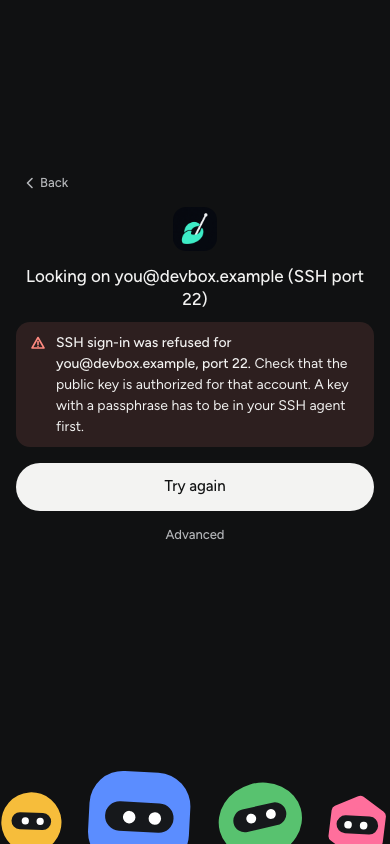 Back
Looking on you@devbox.example (SSH port
22)
SSH sign-in was refused for
you@devbox.example, port 22. Check that the
public key is authorized for that account. A key
with a passphrase has to be in your SSH agent
first.
Try again
Advanced